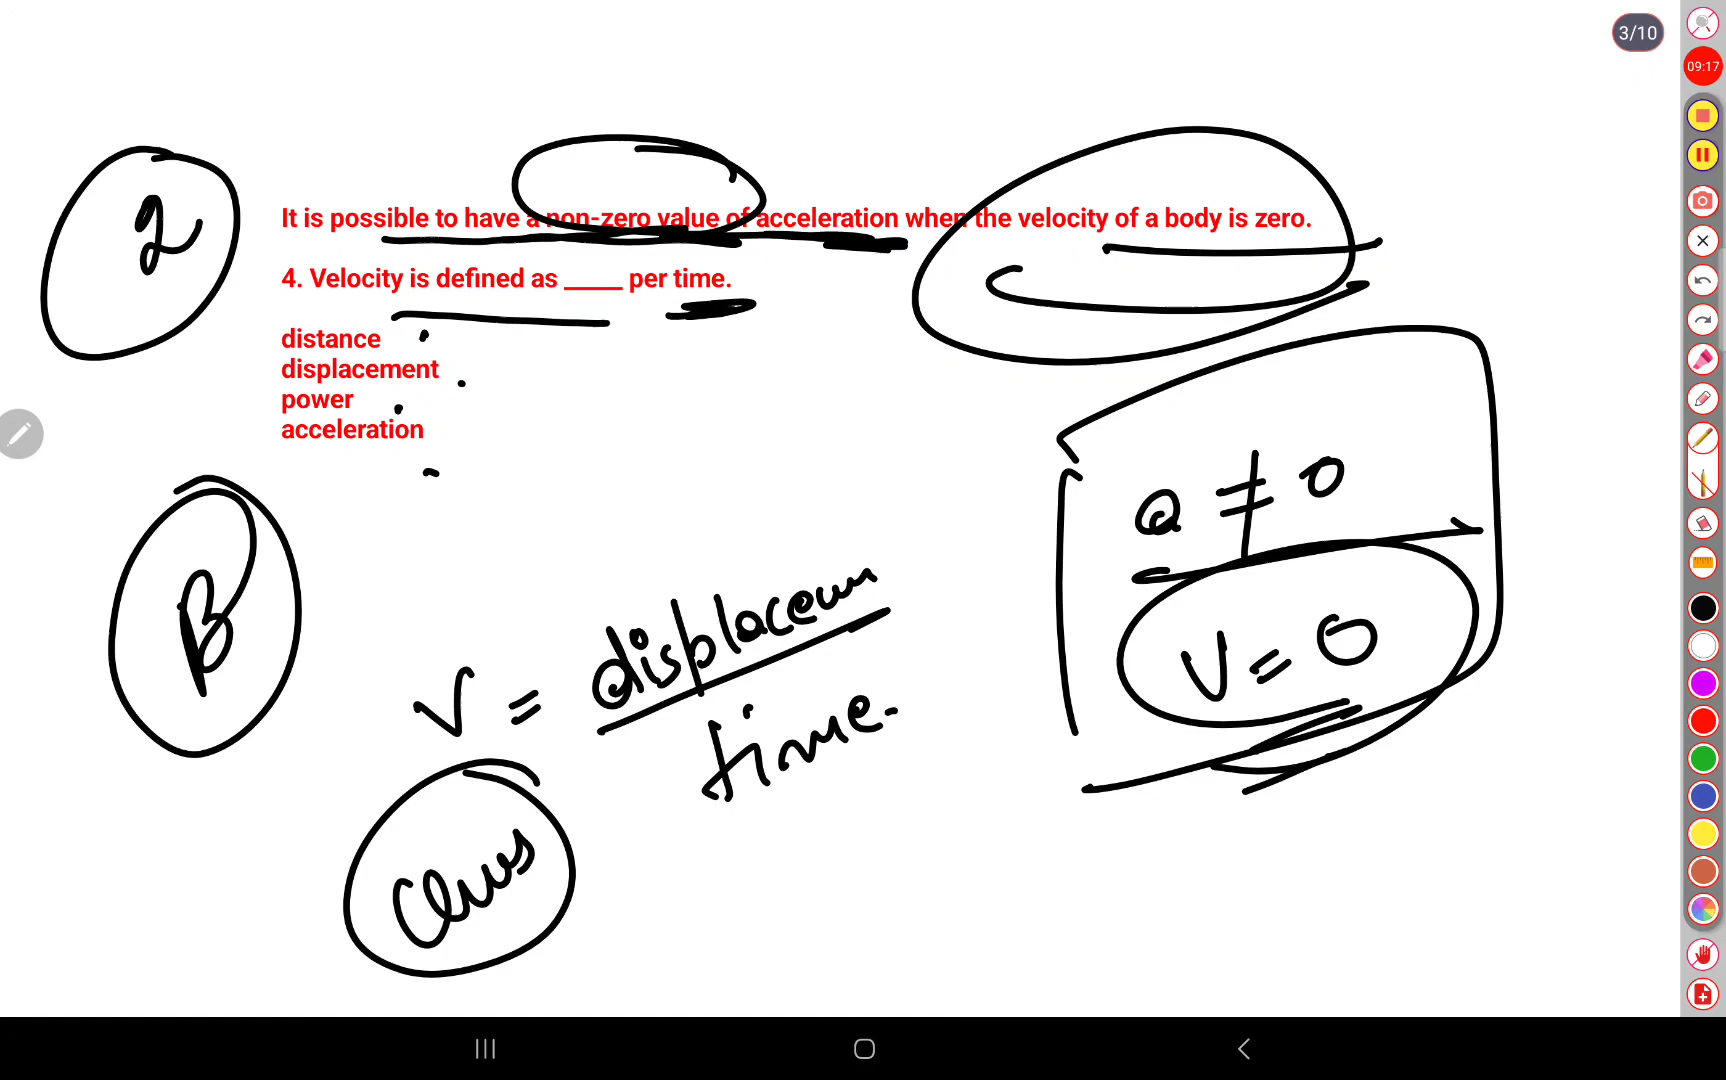 3/10
09:17
2
It is possible to have a non-zero value of acceleration when the velocity of a body is zero.
4. Velocity is defined as _____ per time.
distance
displacement
power
acceleration
a ≠ 0
V = 0
B
V = displacem
time.